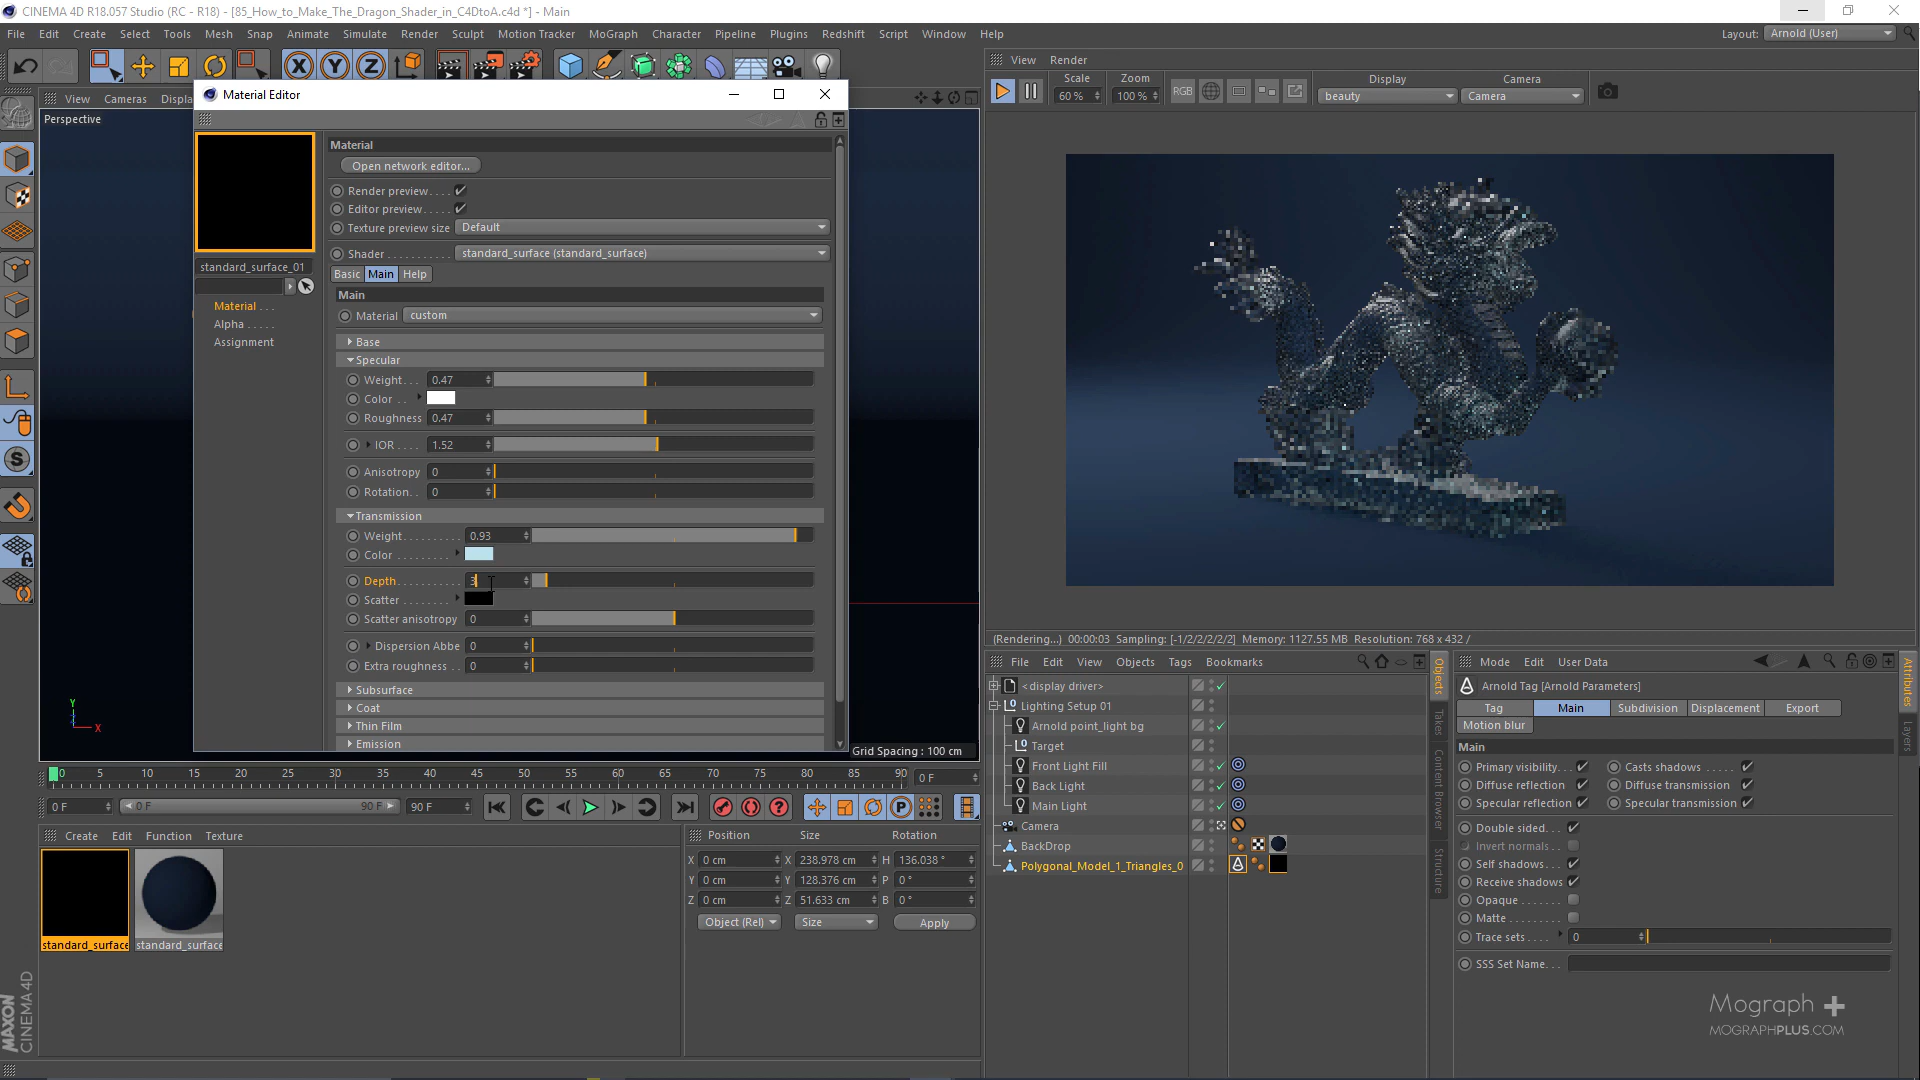 CINEMA 4D R18.057 Studio (RC - R18) - [85_How_to_Make_The_Dragon_Shader_in_C4DtoA.c4d *] - Main
File Edit Create Select Tools Mesh Snap Animate Simulate Render Sculpt Motion Tracker MoGraph Character Pipeline Plugins Redshift Script Window Help
Layout: Arnold (User)
View Cameras Displa
Perspective
Material Editor
standard_surface_01
Material . . .
Alpha . . . . .
Assignment
Material
Open network editor...
Render preview. . . .
Editor preview. . . . .
Texture preview size Default
Shader . . . . . . . . . . . standard_surface (standard_surface)
Basic Main Help
Main
Material custom
Base
Specular
Weight. . . 0.47
Color . .
Roughness 0.47
IOR . . . 1.52
Anisotropy 0
Rotation. . 0
Transmission
Weight. . . . . . . . . 0.93
Color . . . . . . . .
Depth. . . . . . . . . . 3
Scatter . . . . . . .
Scatter anisotropy 0
Dispersion Abbe 0
Extra roughness . . 0
Subsurface
Coat
Thin Film
Emission
Y
Z
X
Grid Spacing : 100 cm
View Render
Scale
60 %
Zoom
100 %
RGB
Display
beauty
Camera
Camera
(Rendering...) 00:00:03 Sampling: [-1/2/2/2/2/2] Memory: 1127.55 MB Resolution: 768 x 432 /
0 5 10 15 20 25 30 35 40 45 50 55 60 65 70 75 80 85 90 0 F
0 F 0 F 90 F 90 F
Create Edit Function Texture
standard_surface
standard_surface
MAXON
CINEMA 4D
Position Size Rotation
X 0 cm X 238.978 cm H 136.038 °
Y 0 cm Y 128.376 cm P 0 °
Z 0 cm Z 51.633 cm B 0 °
Object (Rel) Size Apply
File Edit View Objects Tags Bookmarks
<display driver>
Lighting Setup 01
Arnold point_light bg
Target
Front Light Fill
Back Light
Main Light
Camera
BackDrop
Polygonal_Model_1_Triangles_0
Objects
Takes
Content Browser
Structure
Mode Edit User Data
Arnold Tag [Arnold Parameters]
Tag Main Subdivision Displacement Export
Motion blur
Main
Primary visibility. . . Casts shadows . . . . .
Diffuse reflection Diffuse transmission
Specular reflection Specular transmission
Double sided. . .
Invert normals . .
Self shadows. . .
Receive shadows
Opaque . . . . . . .
Matte . . . . . . . . .
Trace sets . . . . 0
SSS Set Name. . .
Attributes
Layers
Mograph +
MOGRAPHPLUS.COM